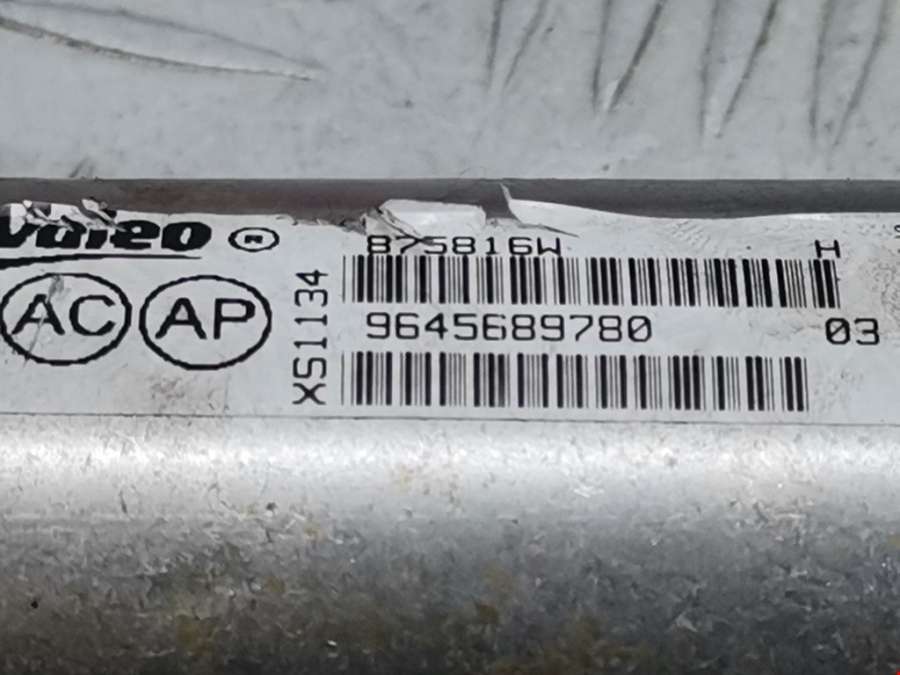 Valeo ®
875816W H
AC AP
XS1134
9645689780 03